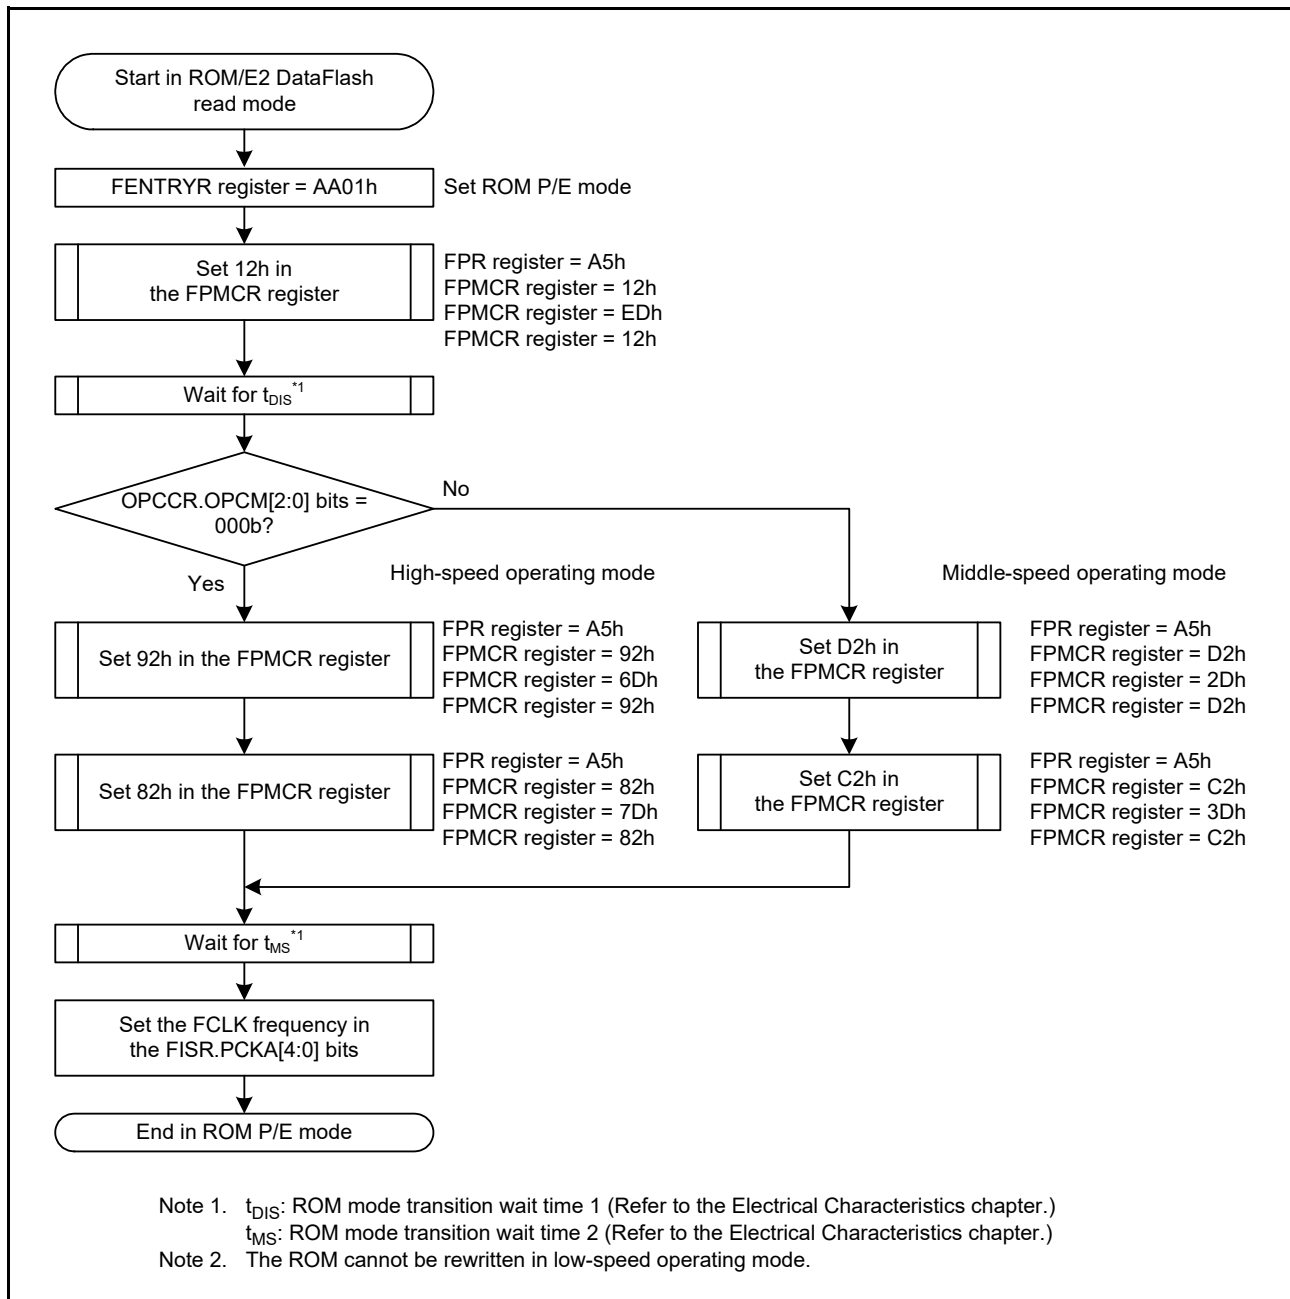 Start in ROM/E2 DataFlash
read mode
FENTRYR register = AA01h
Set ROM P/E mode
Set 12h in
the FPMCR register
FPR register = A5h
FPMCR register = 12h
FPMCR register = EDh
FPMCR register = 12h
Wait for tDIS*1
OPCCR.OPCM[2:0] bits =
000b?
No
Yes
High-speed operating mode
Middle-speed operating mode
Set 92h in the FPMCR register
FPR register = A5h
FPMCR register = 92h
FPMCR register = 6Dh
FPMCR register = 92h
Set D2h in
the FPMCR register
FPR register = A5h
FPMCR register = D2h
FPMCR register = 2Dh
FPMCR register = D2h
Set 82h in the FPMCR register
FPR register = A5h
FPMCR register = 82h
FPMCR register = 7Dh
FPMCR register = 82h
Set C2h in
the FPMCR register
FPR register = A5h
FPMCR register = C2h
FPMCR register = 3Dh
FPMCR register = C2h
Wait for tMS*1
Set the FCLK frequency in
the FISR.PCKA[4:0] bits
End in ROM P/E mode
Note 1. tDIS: ROM mode transition wait time 1 (Refer to the Electrical Characteristics chapter.)
tMS: ROM mode transition wait time 2 (Refer to the Electrical Characteristics chapter.)
Note 2. The ROM cannot be rewritten in low-speed operating mode.